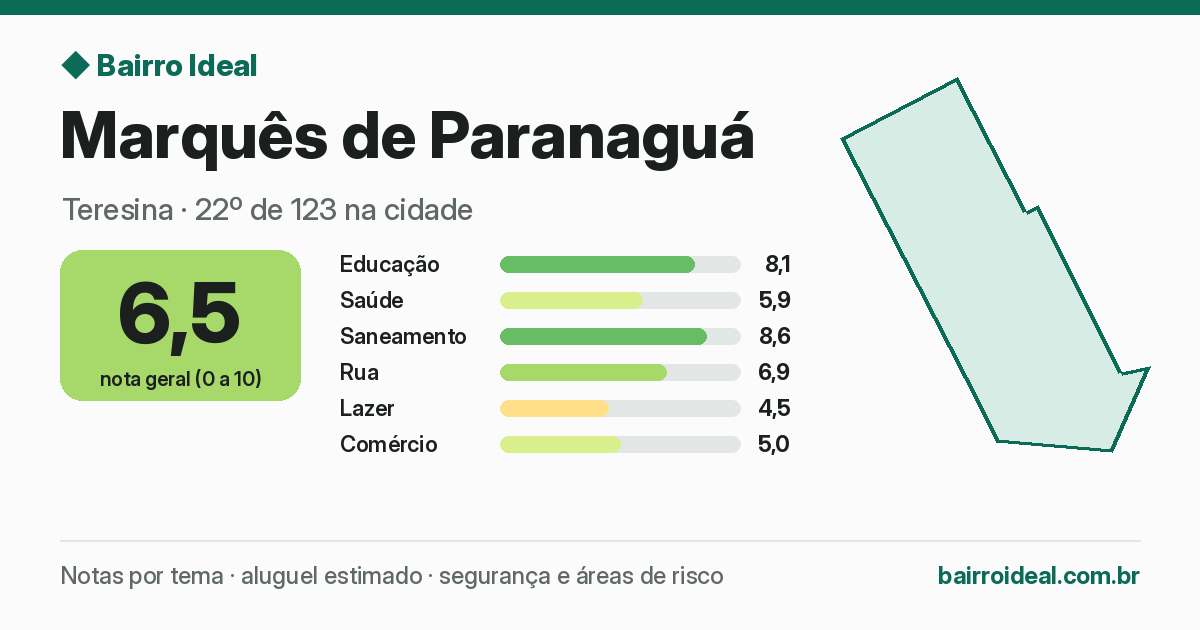 Bairro Ideal
Marquês de Paranaguá
Teresina · 22º de 123 na cidade
6,5
nota geral (0 a 10)
Educação 8,1
Saúde 5,9
Saneamento 8,6
Rua 6,9
Lazer 4,5
Comércio 5,0
Notas por tema · aluguel estimado · segurança e áreas de risco
bairroideal.com.br